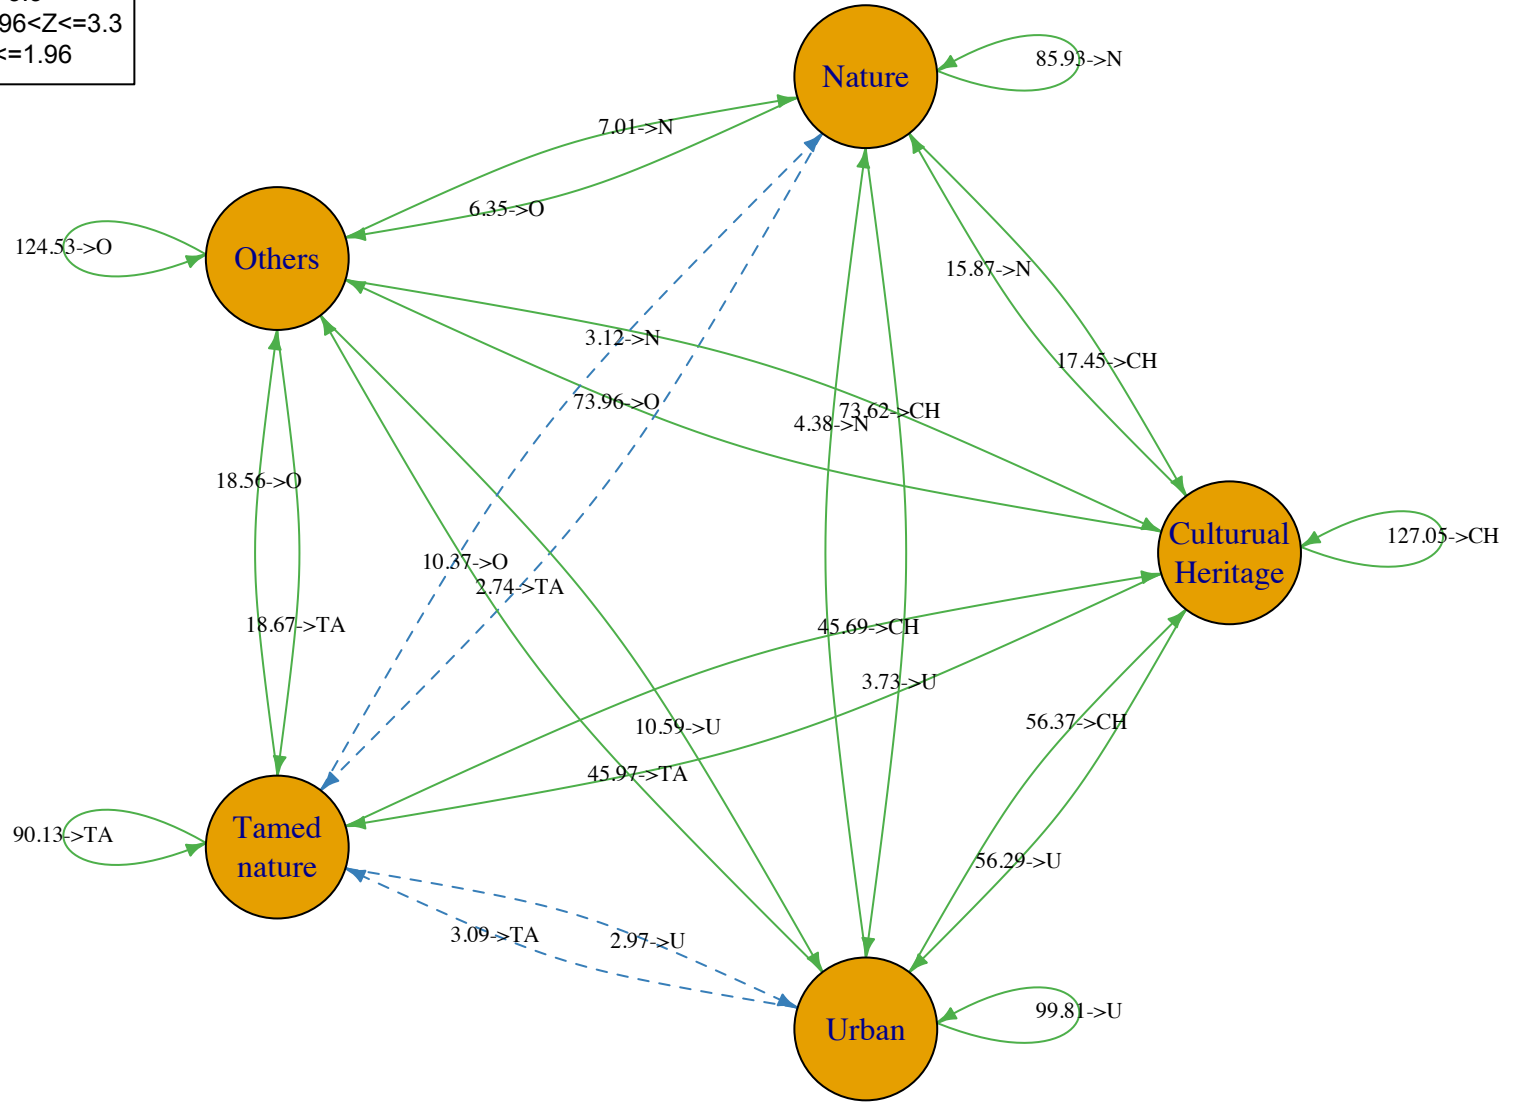 96<Z<=3.3
<=1.96
Nature
85.93->N
7.01->N
6.35->O
Others
124.53->O
15.87->N
3.12->N
17.45->CH
73.96->O
73.62->CH
4.38->N
18.56->O
Culturual
Heritage
127.05->CH
10.37->O
2.74->TA
18.67->TA
45.69->CH
3.73->U
10.59->U
56.37->CH
45.97->TA
Tamed
nature
90.13->TA
56.29->U
3.09->TA
2.97->U
Urban
99.81->U